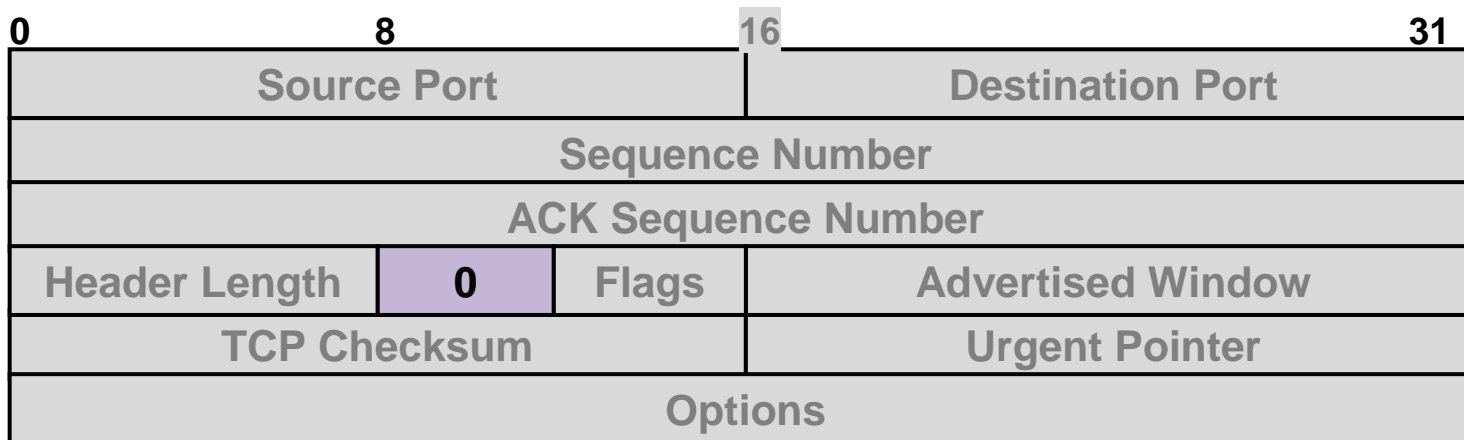 0 8 16 31
Source Port Destination Port
Sequence Number
ACK Sequence Number
Header Length 0 Flags Advertised Window
TCP Checksum Urgent Pointer
Options